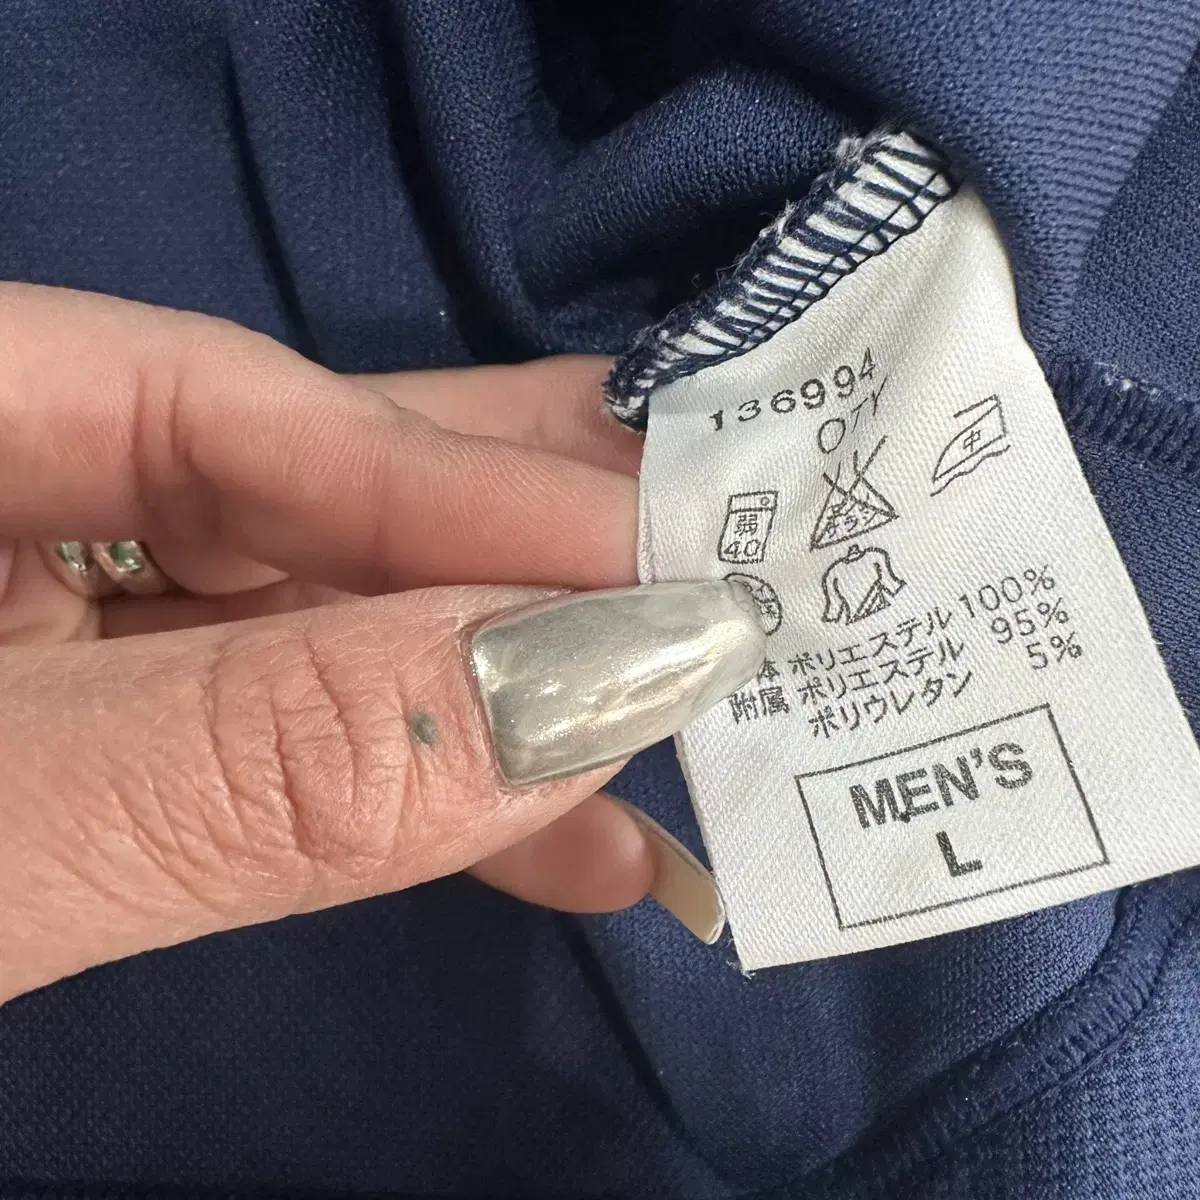 136994
OTY
中
弱
40
体 ポリエステル 100%
附属 ポリエステル 95%
ポリウレタン 5%
MEN'S
L